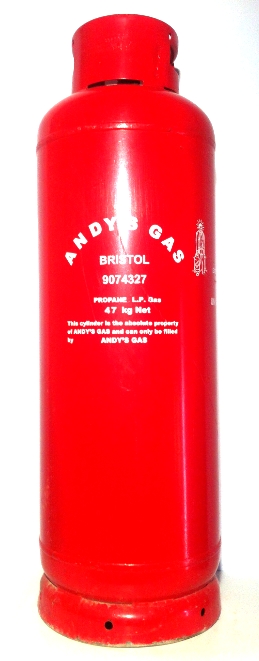 ANDY'S GAS
BRISTOL
9074327
PROPANE L.P. Gas
47 kg Net
This cylinder is the absolute property
of ANDY'S GAS and can only be filled
by ANDY'S GAS